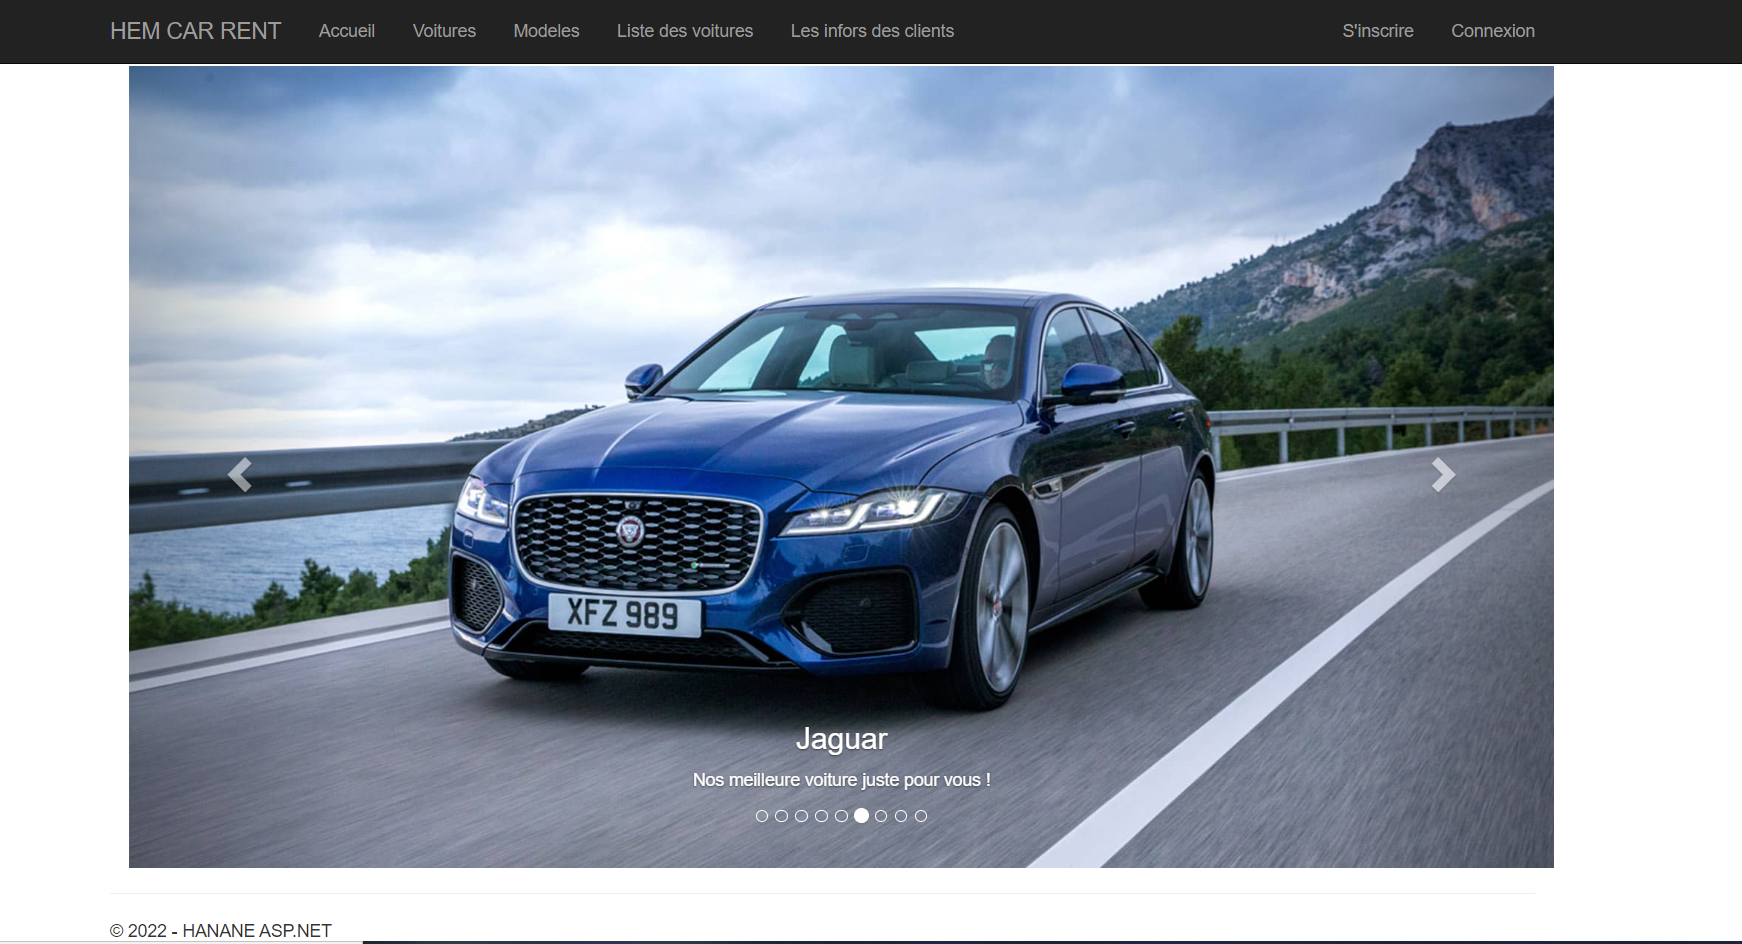 HEM CAR RENT Accueil Voitures Modeles Liste des voitures Les infors des clients S'inscrire Connexion
XFZ 989
Jaguar
Nos meilleure voiture juste pour vous !
© 2022 - HANANE ASP.NET